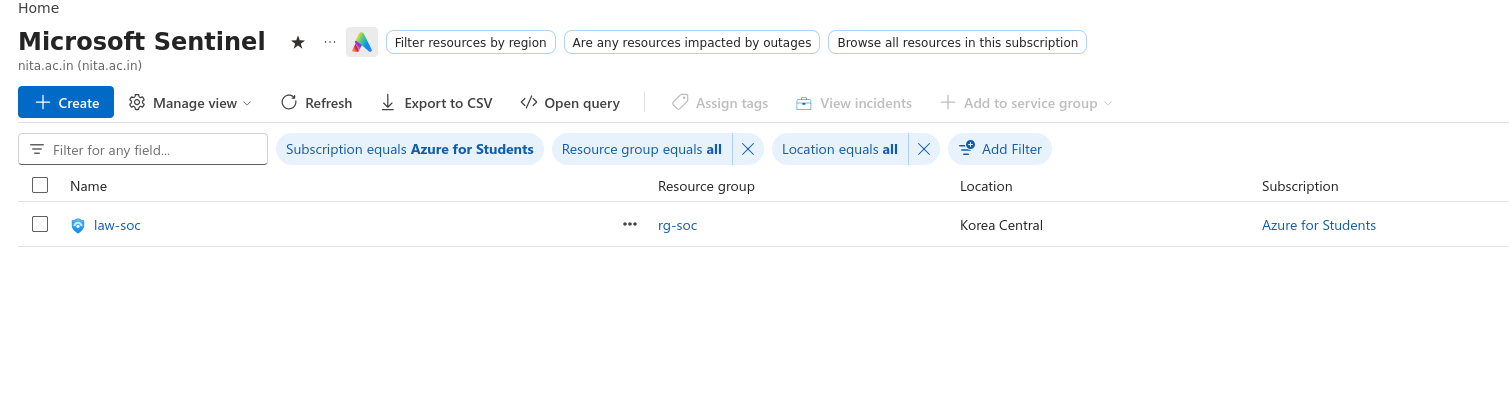 Home
Microsoft Sentinel ★ ··· Filter resources by region Are any resources impacted by outages Browse all resources in this subscription
nita.ac.in (nita.ac.in)
Create Manage view Refresh Export to CSV Open query Assign tags View incidents Add to service group
Filter for any field... Subscription equals Azure for Students Resource group equals all Location equals all Add Filter
Name Resource group Location Subscription
law-soc ••• rg-soc Korea Central Azure for Students